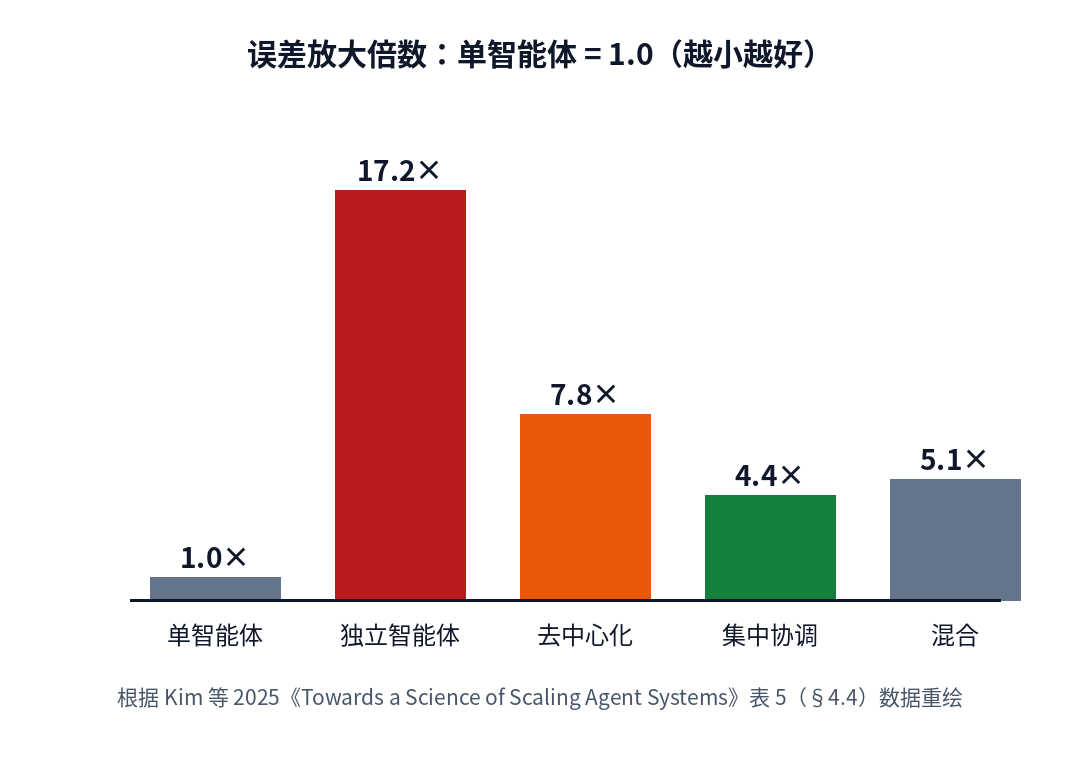 误差放大倍数：单智能体 = 1.0（越小越好）
17.2×
7.8×
4.4×
5.1×
1.0×
单智能体
独立智能体
去中心化
集中协调
混合
根据 Kim 等 2025《Towards a Science of Scaling Agent Systems》表 5（§4.4）数据重绘